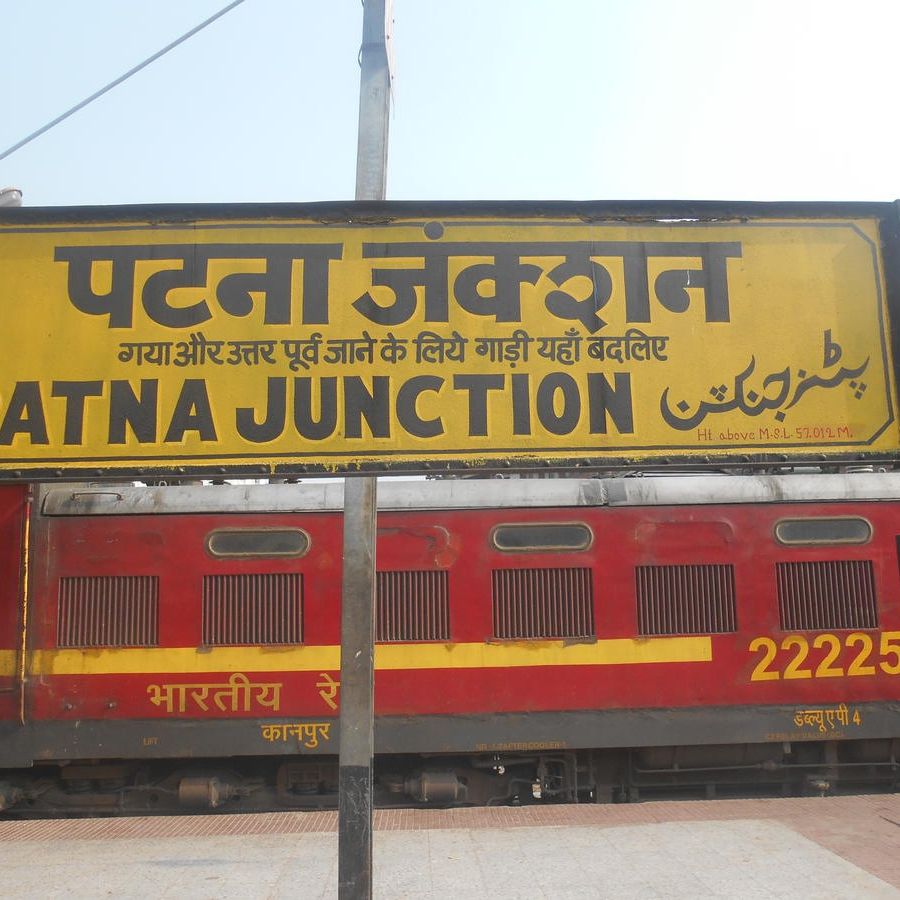 पटना जंक्शन
गया और उत्तर पूर्व जाने के लिये गाड़ी यहाँ बदलिए
ATNA JUNCTION
پٹنہ جنکشن
Ht above M.S.L. 57.012 M.
22225
भारतीय रे
कानपुर
डब्ल्यू ए पी 4
LIFT